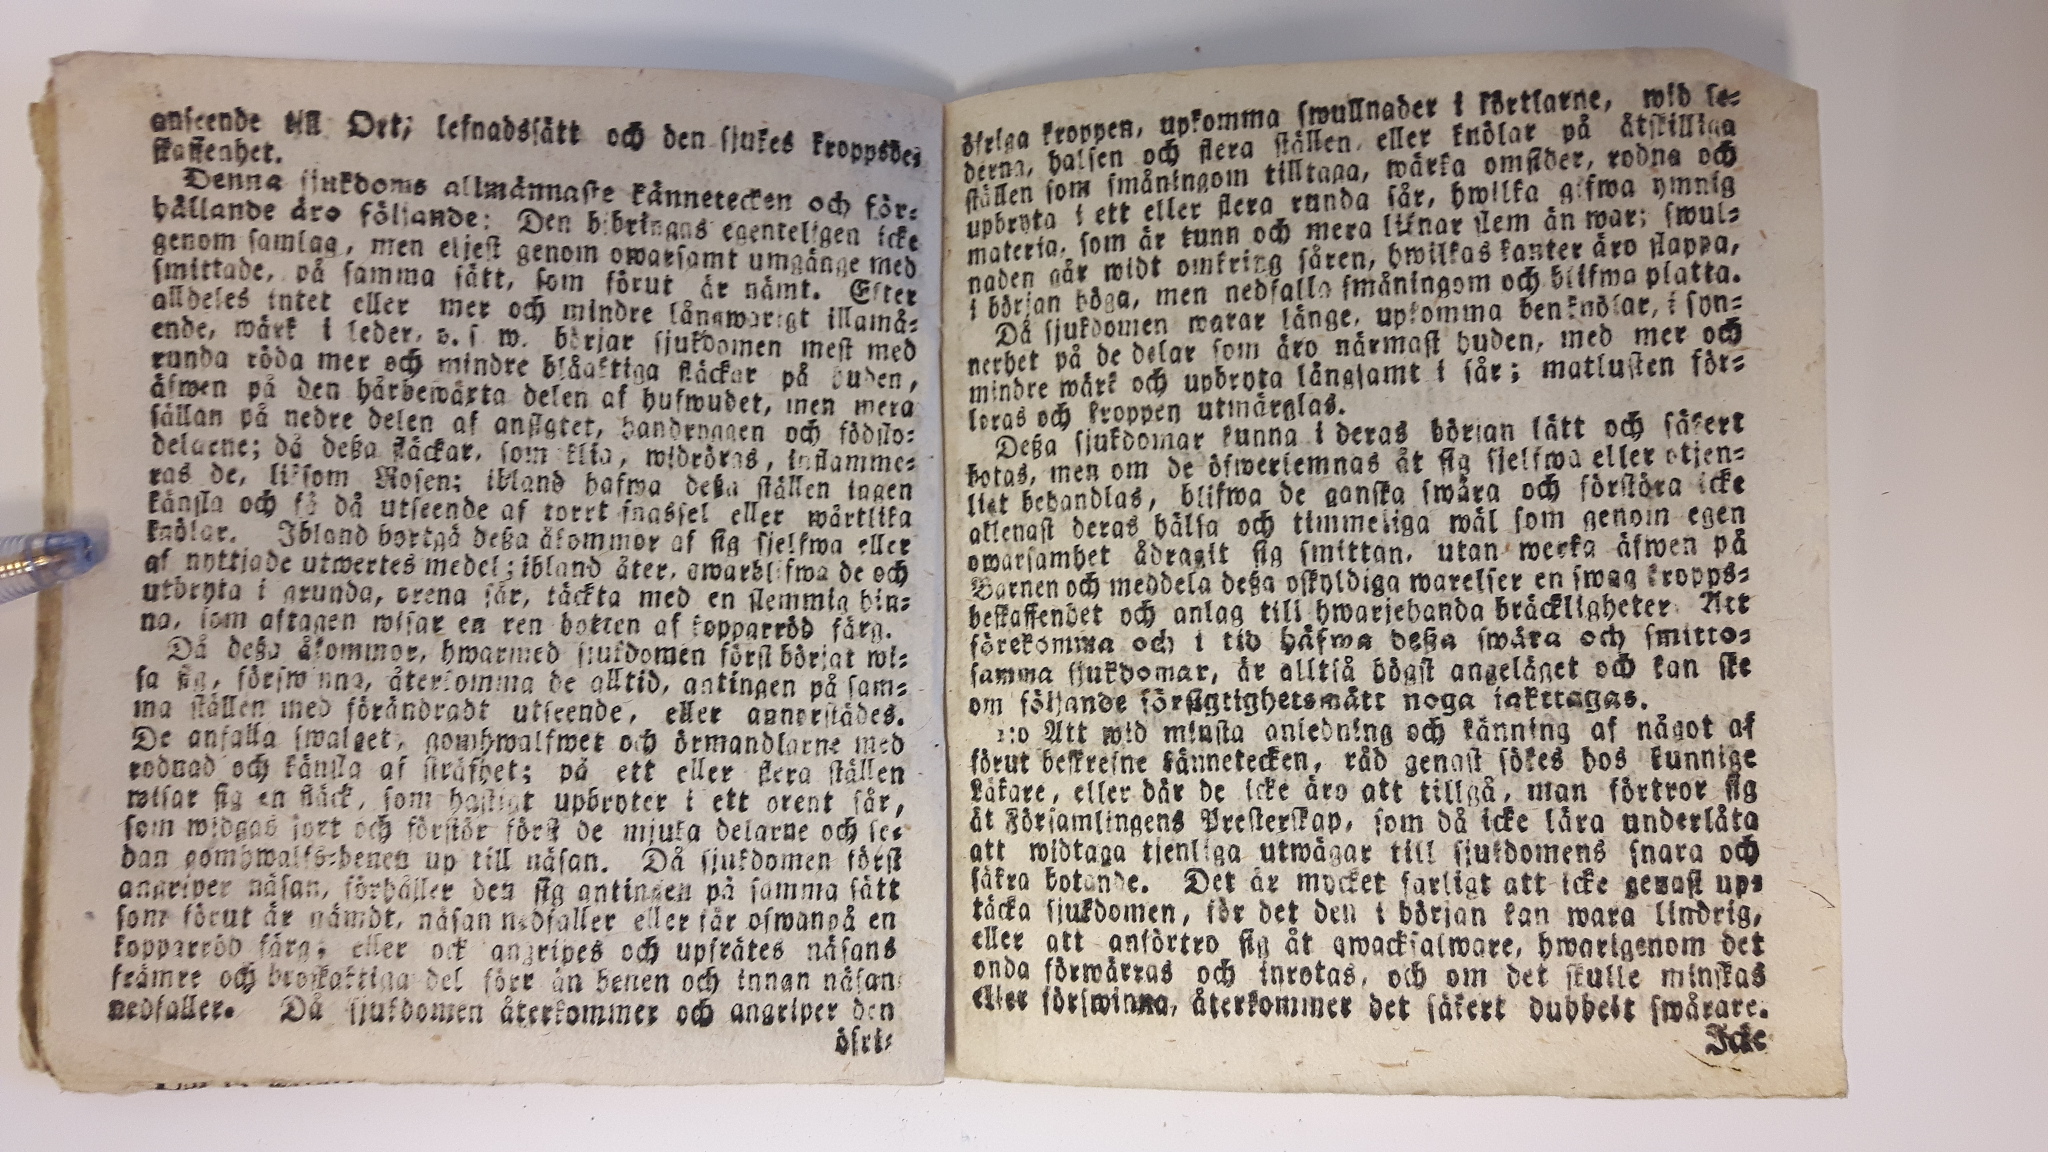 anseende till Ort, lefnadssätt och den sjukes kroppsbe-
skaffenhet.
Denna sjukdoms allmännaste kännetecken och för-
hållande äro följande: Den bibringas egenteligen icke
genom samlag, men eljest genom owarsamt umgänge med
smittade, på samma sätt, som förut är nämt. Efter
alldeles intet eller mer och mindre långwarigt illamå-
ende, wärk i leder, o. s. w. börjar sjukdomen mest med
runda röda mer och mindre blåaktiga fläckar på huden,
äfwen på den hårbewäxta delen af hufwudet, men mera
sällan på nedre delen af ansigtet, handryggen och födslo-
delarne; då deßa fläckar, som klia, widröras, inflamme-
ras de, liksom Rosen; ibland hafwa deßa ställen ingen
känsla och få då utseende af torrt fnassel eller wårtlika
knölar. Ibland bortgå deßa åkommor af sig sjelfwa eller
af nyttjade utwertes medel; ibland åter, qwarblifwa de och
utbryta i grunda, orena sår, täckta med en slemmig hin-
na, som aftagen wisar en ren botten af kopparröd färg.
Då deßa åkommor, hwarmed sjukdomen först börjat wi-
sa sig, förswinna, återkomma de alltid, antingen på sam-
ma ställen med förändradt utseende, eller annorstädes.
De anfalla swalget, gomhwalfwet och örmandlarne med
rodnad och känsla af sträfhet; på ett eller flera ställen
wisar sig en fläck, som hastigt upbryter i ett orent sår,
som widgas fort och förstör först de mjuka delarne och se-
dan gomhwalfs-benen up till näsan. Då sjukdomen först
angriper näsan, förhåller den sig antingen på samma sätt
som förut är nämdt, näsan nedfaller eller får ofwanpå en
kopparröd färg; eller ock angripes och upfrätes näsans
främre och broskaktiga del förr än benen och innan näsan
nedfaller. Då sjukdomen återkommer och angriper den
öfri-
öfriga kroppen, upkomma swullnader i körtlarne, wid le-
derna, halsen och flera ställen, eller knölar på åtskilliga
ställen som småningom tilltaga, wärka omsider, rodna och
upbryta i ett eller flera runda sår, hwilka gifwa ymnig
materia, som är tunn och mera liknar slem än war; swul-
naden går widt omkring såren, hwilkas kanter äro slappa,
i början höga, men nedfalla småningom och blifwa platta.
Då sjukdomen warar länge, upkomma benknölar, i syn-
nerhet på de delar som äro närmast huden, med mer och
mindre wärk och upbryta långsamt i sår; matlusten för-
loras och kroppen utmärglas.
Deßa sjukdomar kunna i deras början lätt och säkert
botas, men om de öfwerlemnas åt sig sjelfwa eller otjen-
ligt behandlas, blifwa de ganska swåra och förstöra icke
allenast deras hälsa och timmeliga wäl som genom egen
owarsamhet ådragit sig smittan, utan werka äfwen på
Barnen och meddela deßa oskyldiga warelser en swag kropps-
beskaffenhet och anlag till hwarjehanda bräckligheter. Att
förekomma och i tid häfwa deßa swåra och smitto-
samma sjukdomar, är alltså högst angeläget och kan ske
om följande försigtighetsmått noga iakttagas.
1:o Att wid minsta anledning och känning af något af
förut beskrefne kännetecken, råd genast sökes hos kunnige
Läkare, eller där de icke äro att tillgå, man förtror sig
åt Församlingens Presterskap, som då icke lära underlåta
att widtaga tjenliga utwägar till sjukdomens snara och
säkra botande. Det är mycket farligt att icke genast up-
täcka sjukdomen, för det den i början kan wara lindrig,
eller att anförtro sig åt qwacksalware, hwarigenom det
onda förwärras och inrotas, och om det skulle minskas
eller förswinna, återkommer det säkert dubbelt swårare.
Icke